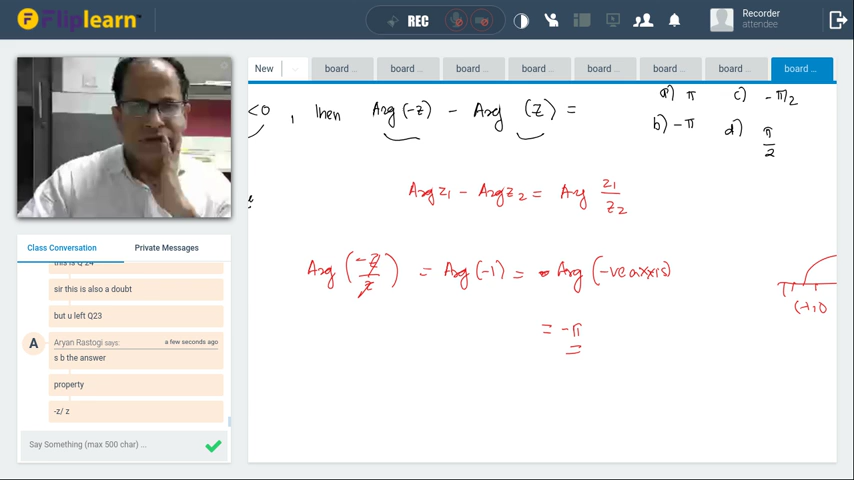 Fliplearn
REC
Recorder
attendee
New
board ...
board ...
board ...
board ...
board ...
board ...
board ...
board ...
<0 , then Arg (-z) - Arg (z) =
a) π c) -π/2
b) -π d) π/2
Arg z1 - Arg z2 = Arg z1/z2
Arg (-z/z) = Arg (-1) = Arg (-ve axxis)
= -π
=
(-1,0)
Class Conversation
Private Messages
this is Q 24
sir this is also a doubt
but u left Q23
A
Aryan Rastogi says:
a few seconds ago
s b the answer
property
-z/ z
Say Something (max 500 char) ...